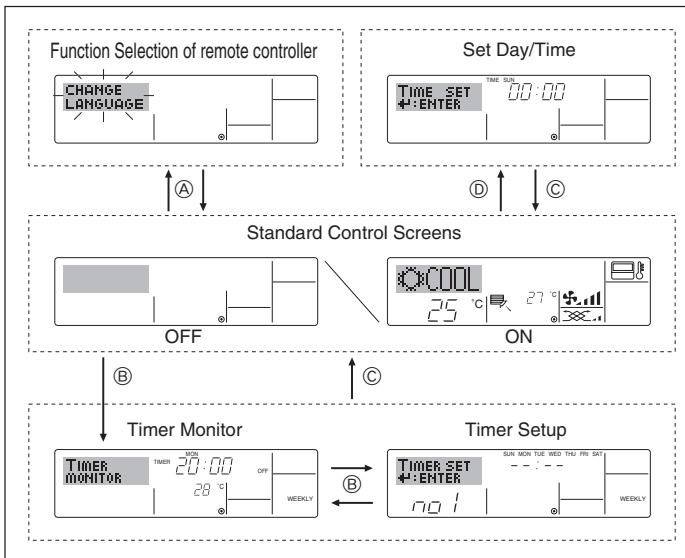 Function Selection of remote controller
CHANGE
LANGUAGE
Set Day/Time
TIME SUN
TIME SET
↵:ENTER
00:00
Ⓐ
Ⓓ
Ⓒ
Standard Control Screens
OFF
COOL
25 °C
27 °C
ON
Ⓑ
Ⓒ
Timer Monitor
TIMER
MONITOR
MON
TIMER 20:00 OFF
28 °C
WEEKLY
Ⓑ
Timer Setup
SUN MON TUE WED THU FRI SAT
TIMER SET
↵:ENTER
--:--
no 1
WEEKLY